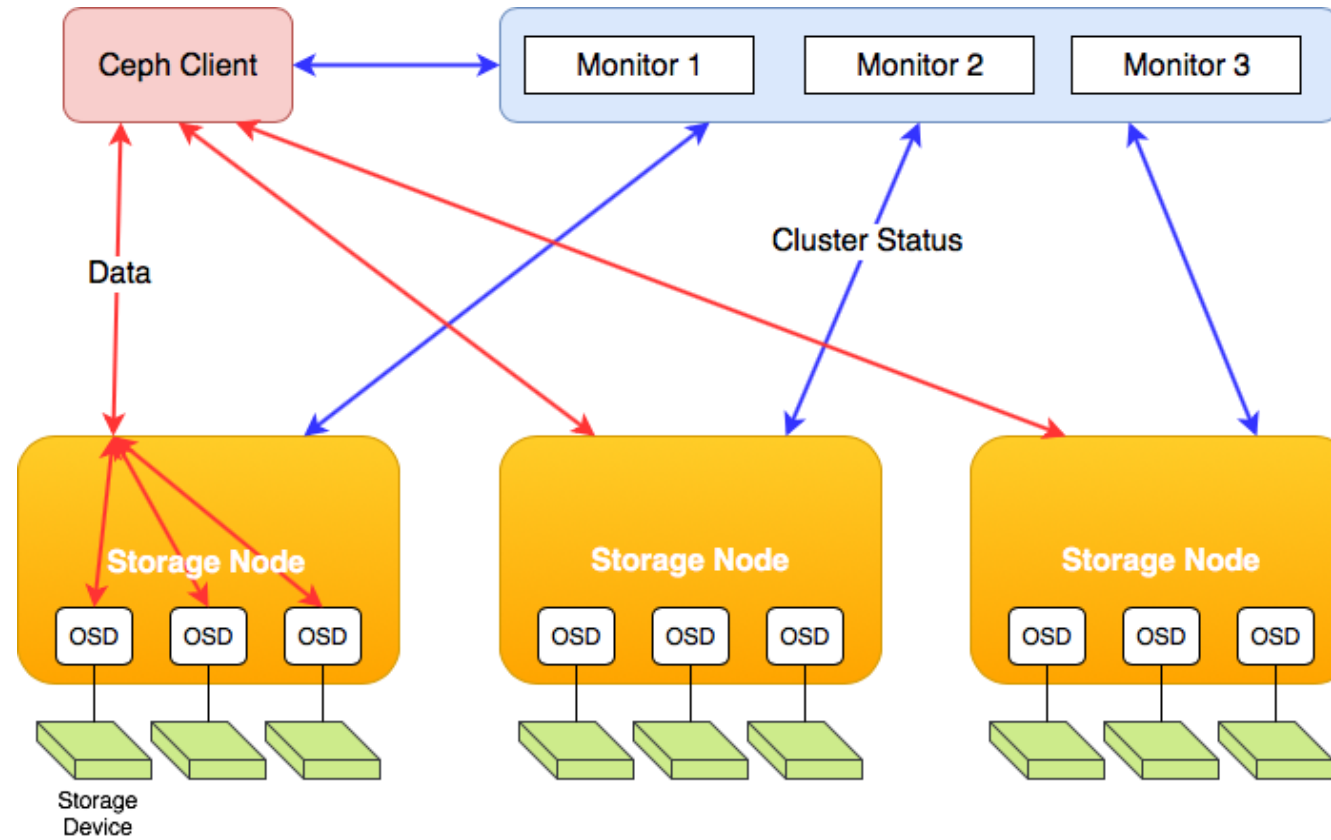 Ceph Client
Monitor 1
Monitor 2
Monitor 3
Cluster Status
Data
Storage Node
Storage Node
Storage Node
OSD
OSD
OSD
OSD
OSD
OSD
OSD
OSD
OSD
Storage
Device